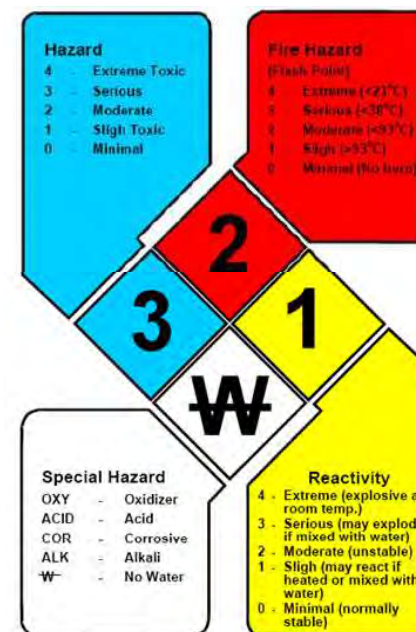 Hazard
4 - Extreme Toxic
3 - Serious
2 - Moderate
1 - Sligh Toxic
0 - Minimal
Fire Hazard
(Flash Point)
4 Extreme (<23°C)
3 Serious (<38°C)
2 Moderate (<93°C)
1 Sligh (>93°C)
0 Minimal (No burn)
2
3
1
W
Special Hazard
OXY - Oxidizer
ACID - Acid
COR - Corrosive
ALK - Alkali
W - No Water
Reactivity
4 - Extreme (explosive a
room temp.)
3 - Serious (may explod
if mixed with water)
2 - Moderate (unstable)
1 - Sligh (may react if
heated or mixed with
water)
0 - Minimal (normally
stable)